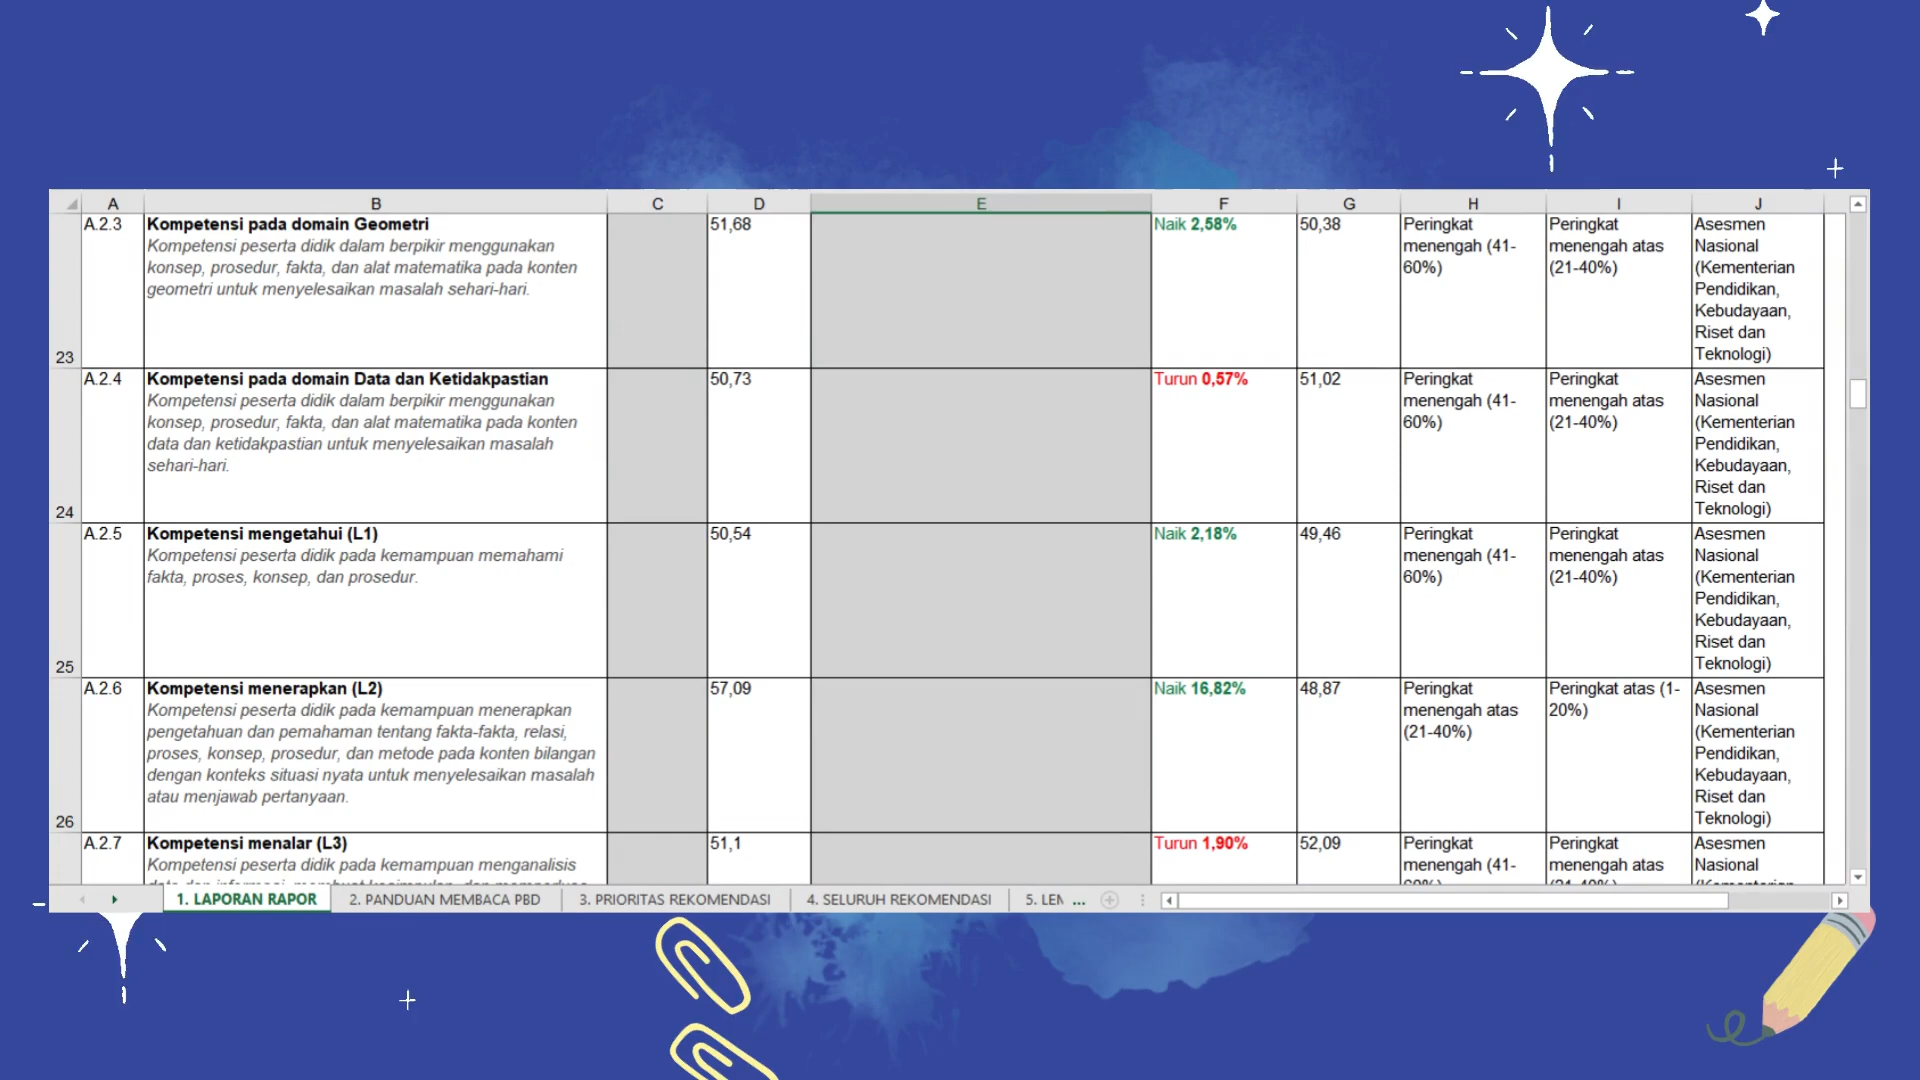 A B C D E F G H I J
23
A.2.3
Kompetensi pada domain Geometri
Kompetensi peserta didik dalam berpikir menggunakan
konsep, prosedur, fakta, dan alat matematika pada konten
geometri untuk menyelesaikan masalah sehari-hari.
51,68
Naik 2,58%
50,38
Peringkat
menengah (41-
60%)
Peringkat
menengah atas
(21-40%)
Asesmen
Nasional
(Kementerian
Pendidikan,
Kebudayaan,
Riset dan
Teknologi)
24
A.2.4
Kompetensi pada domain Data dan Ketidakpastian
Kompetensi peserta didik dalam berpikir menggunakan
konsep, prosedur, fakta, dan alat matematika pada konten
data dan ketidakpastian untuk menyelesaikan masalah
sehari-hari.
50,73
Turun 0,57%
51,02
Peringkat
menengah (41-
60%)
Peringkat
menengah atas
(21-40%)
Asesmen
Nasional
(Kementerian
Pendidikan,
Kebudayaan,
Riset dan
Teknologi)
25
A.2.5
Kompetensi mengetahui (L1)
Kompetensi peserta didik pada kemampuan memahami
fakta, proses, konsep, dan prosedur.
50,54
Naik 2,18%
49,46
Peringkat
menengah (41-
60%)
Peringkat
menengah atas
(21-40%)
Asesmen
Nasional
(Kementerian
Pendidikan,
Kebudayaan,
Riset dan
Teknologi)
26
A.2.6
Kompetensi menerapkan (L2)
Kompetensi peserta didik pada kemampuan menerapkan
pengetahuan dan pemahaman tentang fakta-fakta, relasi,
proses, konsep, prosedur, dan metode pada konten bilangan
dengan konteks situasi nyata untuk menyelesaikan masalah
atau menjawab pertanyaan.
57,09
Naik 16,82%
48,87
Peringkat
menengah atas
(21-40%)
Peringkat atas (1-
20%)
Asesmen
Nasional
(Kementerian
Pendidikan,
Kebudayaan,
Riset dan
Teknologi)
A.2.7
Kompetensi menalar (L3)
Kompetensi peserta didik pada kemampuan menganalisis
51,1
Turun 1,90%
52,09
Peringkat
menengah (41-
Peringkat
menengah atas
Asesmen
Nasional
1. LAPORAN RAPOR
2. PANDUAN MEMBACA PBD
3. PRIORITAS REKOMENDASI
4. SELURUH REKOMENDASI
5. LEN ...